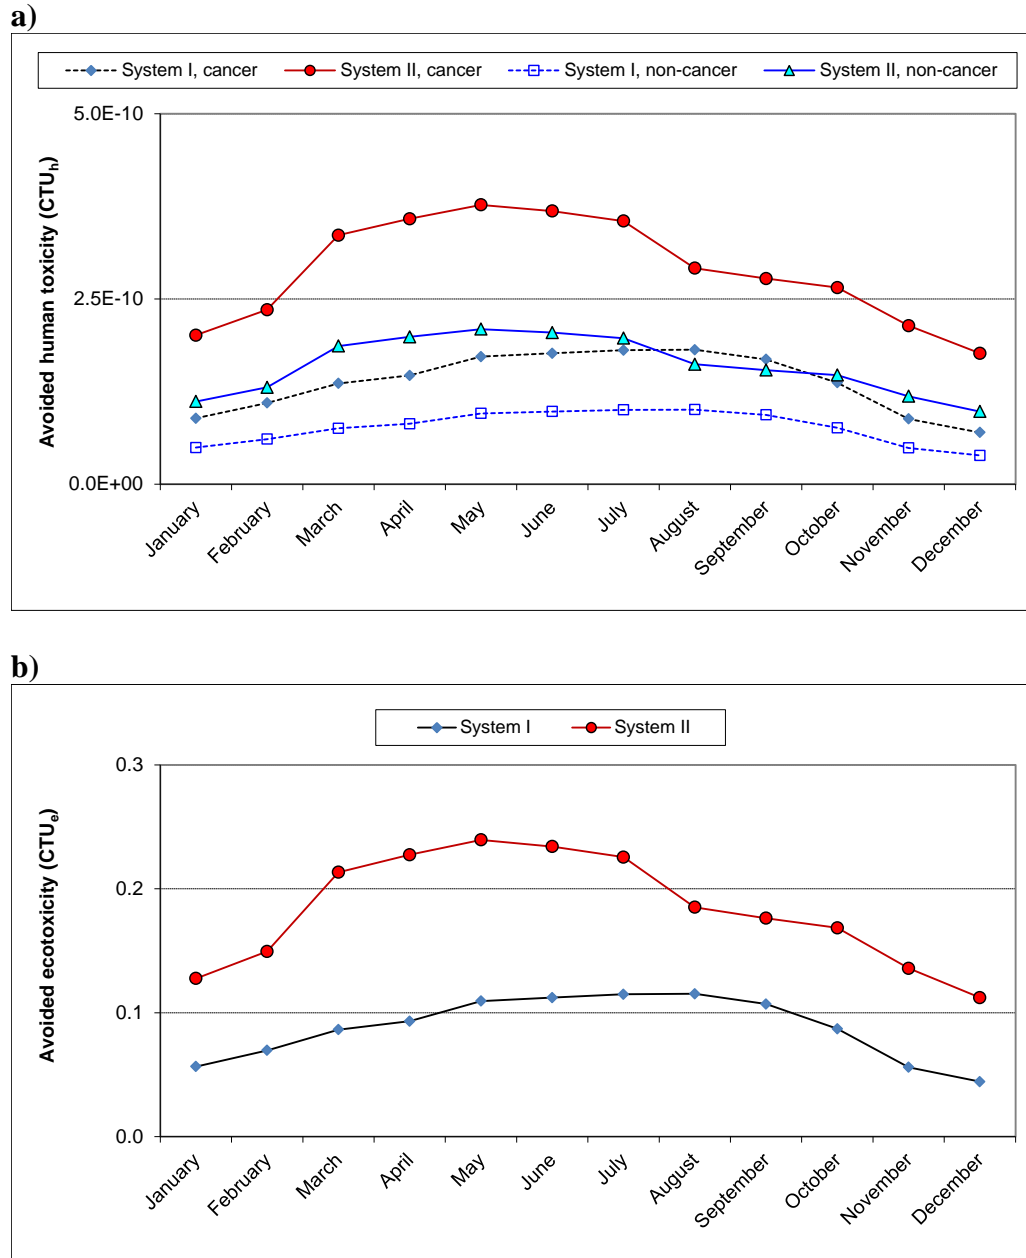 a)
System I, cancer System II, cancer System I, non-cancer System II, non-cancer
5.0E-10
2.5E-10
0.0E+00
Avoided human toxicity (CTUh)
January February March April May June July August September October November December
b)
System I System II
0.3
0.2
0.1
0.0
Avoided ecotoxicity (CTUe)
January February March April May June July August September October November December